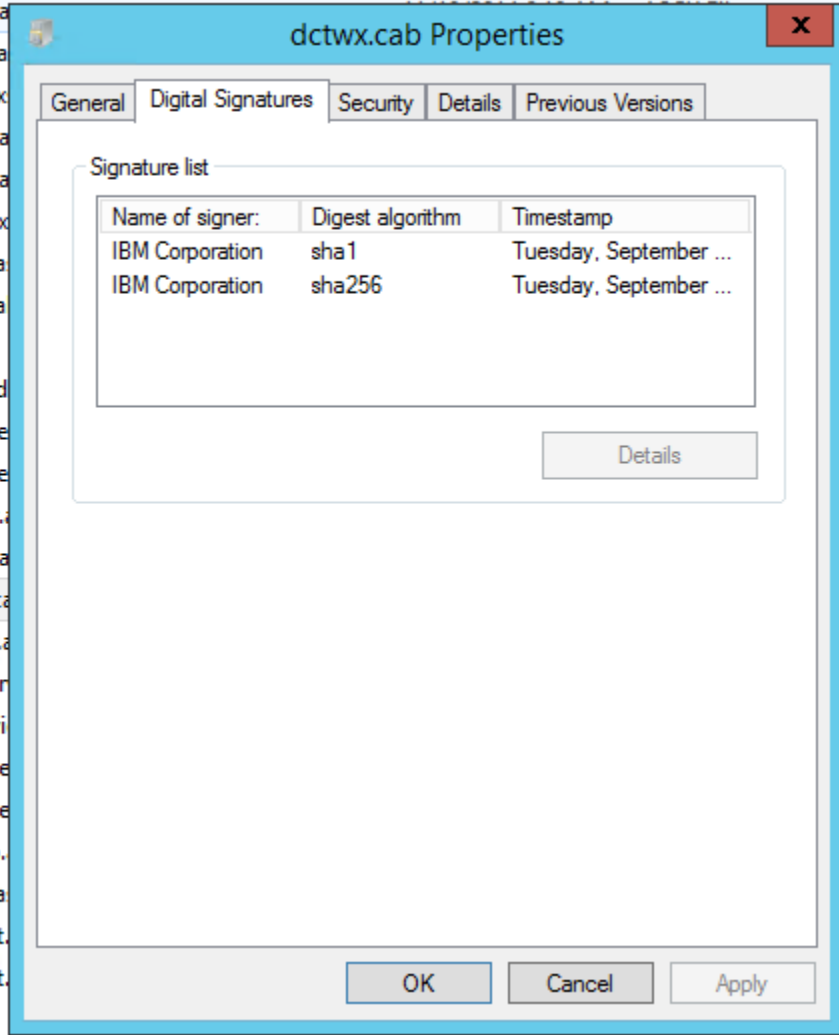 dctwx.cab Properties
x
General Digital Signatures Security Details Previous Versions
Signature list
Name of signer: Digest algorithm Timestamp
IBM Corporation sha1 Tuesday, September ...
IBM Corporation sha256 Tuesday, September ...
Details
OK Cancel Apply